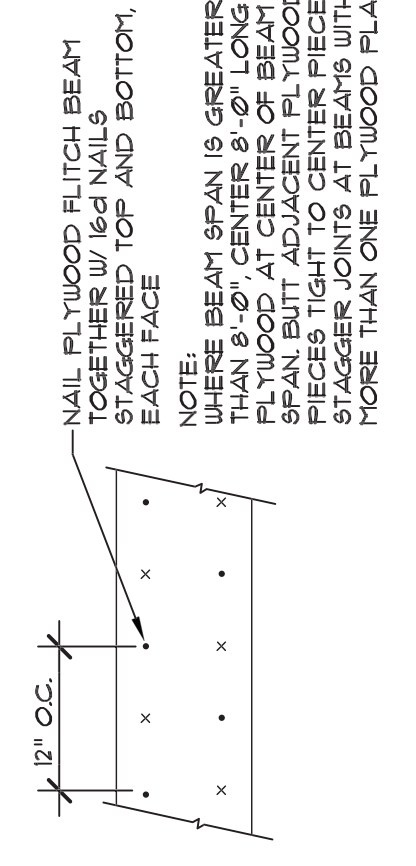 NAIL PLYWOOD FLITCH BEAM
TOGETHER W/ 16d NAILS
STAGGERED TOP AND BOTTOM,
EACH FACE
NOTE:
WHERE BEAM SPAN IS GREATER
THAN 8'-0", CENTER 8'-0" LONG
PLYWOOD AT CENTER OF BEAM
SPAN. BUTT ADJACENT PLYWOOD
PIECES TIGHT TO CENTER PIECE
STAGGER JOINTS AT BEAMS WITH
MORE THAN ONE PLYWOOD PLA
12" O.C.